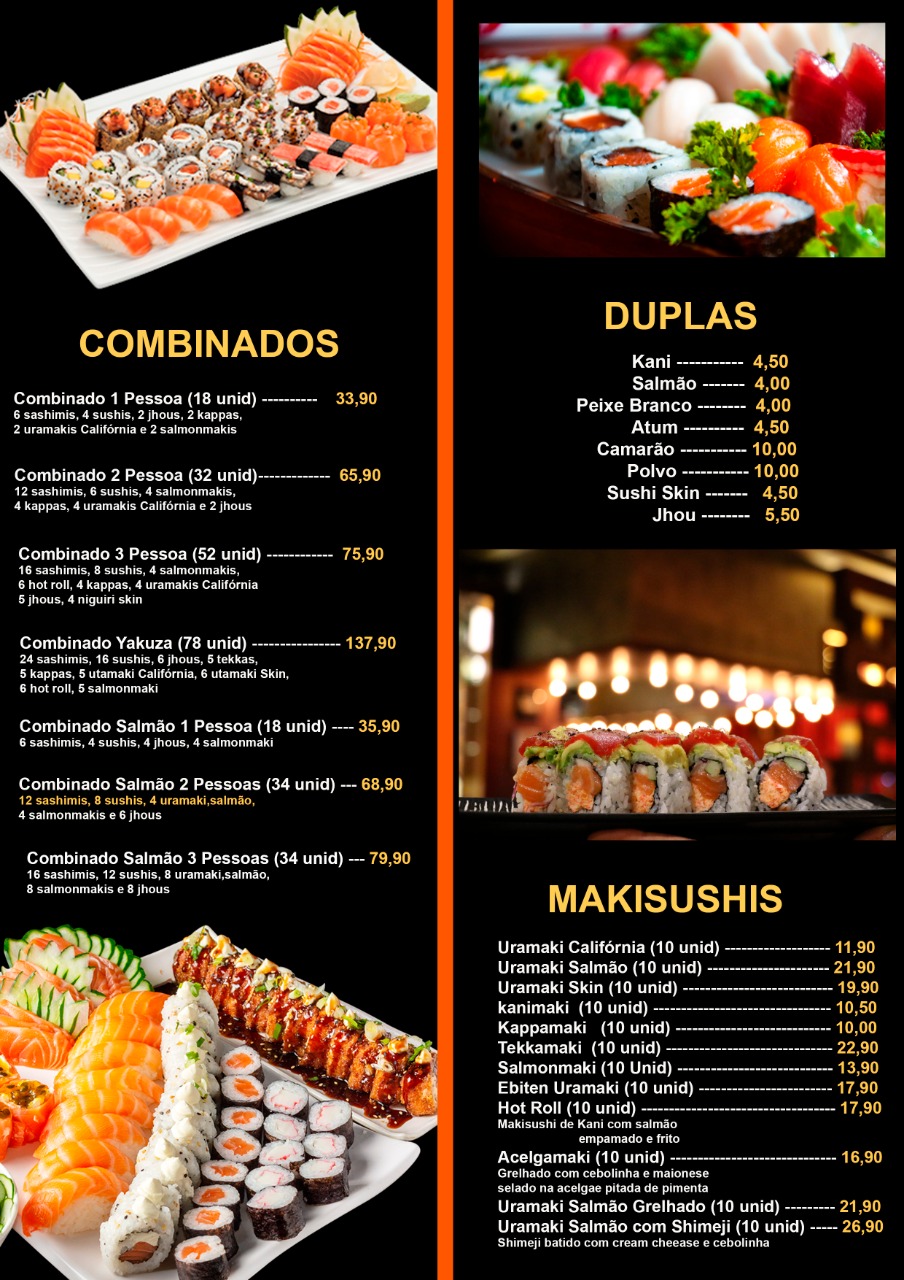 COMBINADOS
Combinado 1 Pessoa (18 unid) ---------- 33,90
6 sashimis, 4 sushis, 2 jhous, 2 kappas,
2 uramakis Califórnia e 2 salmonmakis
Combinado 2 Pessoa (32 unid)------------- 65,90
12 sashimis, 6 sushis, 4 salmonmakis,
4 kappas, 4 uramakis Califórnia e 2 jhous
Combinado 3 Pessoa (52 unid) ------------ 75,90
16 sashimis, 8 sushis, 4 salmonmakis,
6 hot roll, 4 kappas, 4 uramakis Califórnia
5 jhous, 4 niguiri skin
Combinado Yakuza (78 unid) ---------------- 137,90
24 sashimis, 16 sushis, 6 jhous, 5 tekkas,
5 kappas, 5 utamaki Califórnia, 6 utamaki Skin,
6 hot roll, 5 salmonmaki
Combinado Salmão 1 Pessoa (18 unid) ---- 35,90
6 sashimis, 4 sushis, 4 jhous, 4 salmonmaki
Combinado Salmão 2 Pessoas (34 unid) --- 68,90
12 sashimis, 8 sushis, 4 uramaki,salmão,
4 salmonmakis e 6 jhous
Combinado Salmão 3 Pessoas (34 unid) --- 79,90
16 sashimis, 12 sushis, 8 uramaki,salmão,
8 salmonmakis e 8 jhous
DUPLAS
Kani ----------- 4,50
Salmão ------- 4,00
Peixe Branco -------- 4,00
Atum ---------- 4,50
Camarão ----------- 10,00
Polvo ----------- 10,00
Sushi Skin ------- 4,50
Jhou -------- 5,50
MAKISUSHIS
Uramaki Califórnia (10 unid) ------------------- 11,90
Uramaki Salmão (10 unid) ---------------------- 21,90
Uramaki Skin (10 unid) --------------------------- 19,90
kanimaki (10 unid) -------------------------------- 10,50
Kappamaki (10 unid) ---------------------------- 10,00
Tekkamaki (10 unid) ------------------------------ 22,90
Salmonmaki (10 Unid) ---------------------------- 13,90
Ebiten Uramaki (10 unid) ------------------------ 17,90
Hot Roll (10 unid) ----------------------------------- 17,90
Makisushi de Kani com salmão
empamado e frito
Acelgamaki (10 unid) ------------------------------ 16,90
Grelhado com cebolinha e maionese
selado na acelgae pitada de pimenta
Uramaki Salmão Grelhado (10 unid) --------- 21,90
Uramaki Salmão com Shimeji (10 unid) ----- 26,90
Shimeji batido com cream cheease e cebolinha